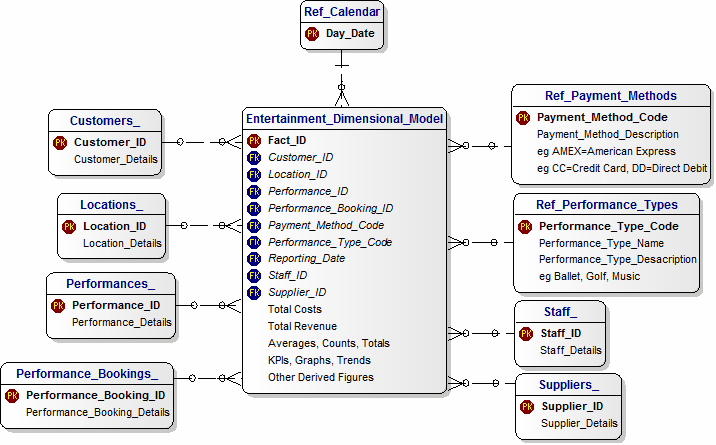 Ref_Calendar
PK Day_Date
Customers_
PK Customer_ID
Customer_Details
Locations_
PK Location_ID
Location_Details
Performances_
PK Performance_ID
Performance_Details
Performance_Bookings_
PK Performance_Booking_ID
Performance_Booking_Details
Entertainment_Dimensional_Model
PK Fact_ID
FK Customer_ID
FK Location_ID
FK Performance_ID
FK Performance_Booking_ID
FK Payment_Method_Code
FK Performance_Type_Code
FK Reporting_Date
FK Staff_ID
FK Supplier_ID
Total Costs
Total Revenue
Averages, Counts, Totals
KPIs, Graphs, Trends
Other Derived Figures
Ref_Payment_Methods
PK Payment_Method_Code
Payment_Method_Description
eg AMEX=American Express
eg CC=Credit Card, DD=Direct Debit
Ref_Performance_Types
PK Performance_Type_Code
Performance_Type_Name
Performance_Type_Desacription
eg Ballet, Golf, Music
Staff_
PK Staff_ID
Staff_Details
Suppliers_
PK Supplier_ID
Supplier_Details